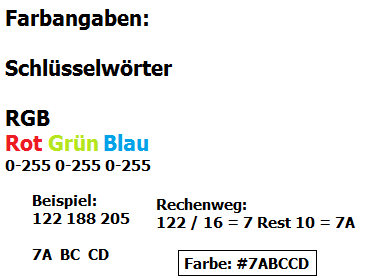 Farbangaben:
Schlüsselwörter
RGB
Rot Grün Blau
0-255 0-255 0-255
Beispiel:
122 188 205
7A BC CD
Rechenweg:
122 / 16 = 7 Rest 10 = 7A
Farbe: #7ABCCD